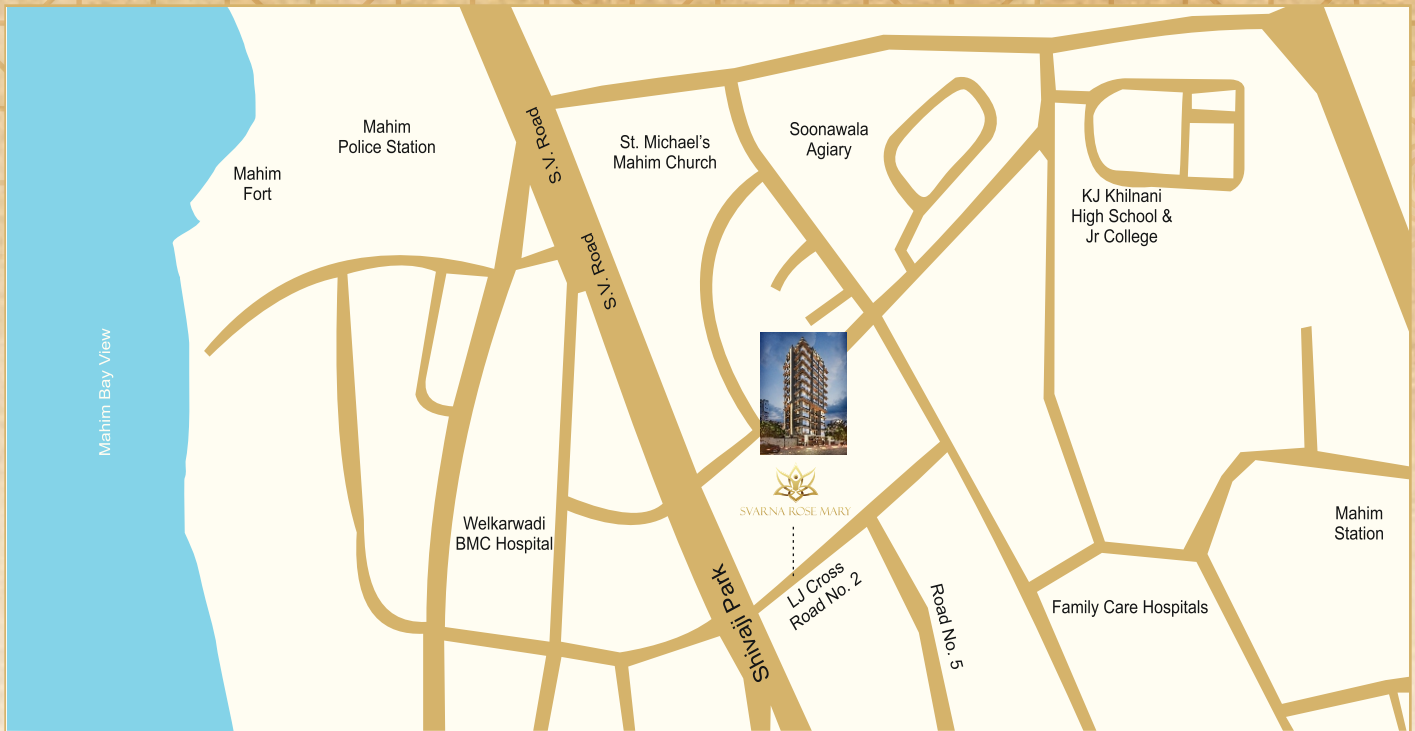 S.V. Road
Mahim
Police Station
St. Michael's
Mahim Church
Soonawala
Agiary
Mahim
Fort
KJ Khilnani
High School &
Jr College
S.V. Road
Mahim Bay View
SVARNA ROSE MARY
Welkarwadi
BMC Hospital
Mahim
Station
Shivaji Park
LJ Cross
Road No. 2
Road No. 5
Family Care Hospitals